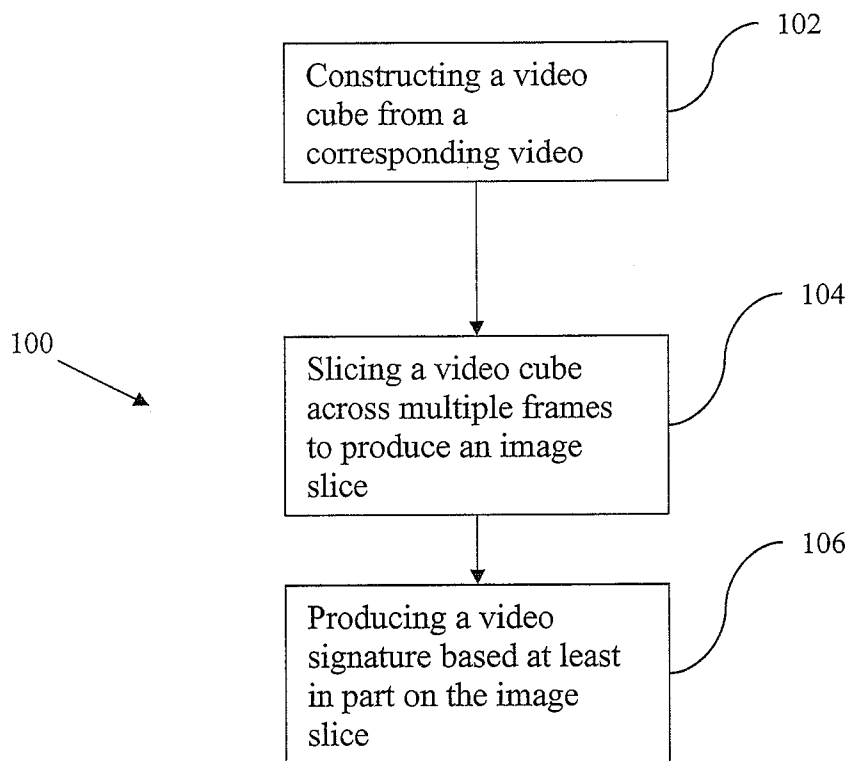 102
Constructing a video
cube from a
corresponding video
104
100
Slicing a video cube
across multiple frames
to produce an image
slice
106
Producing a video
signature based at least
in part on the image
slice